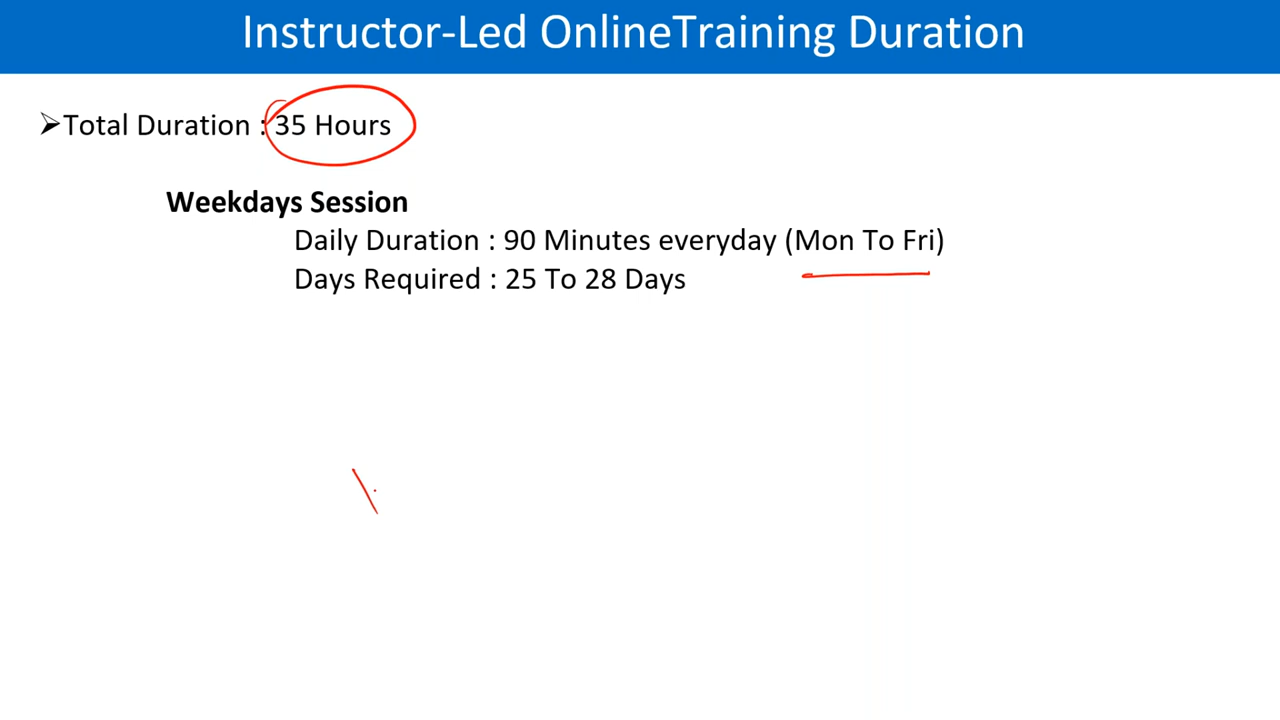 Instructor-Led OnlineTraining Duration
➢Total Duration : 35 Hours
Weekdays Session
Daily Duration : 90 Minutes everyday (Mon To Fri)
Days Required : 25 To 28 Days